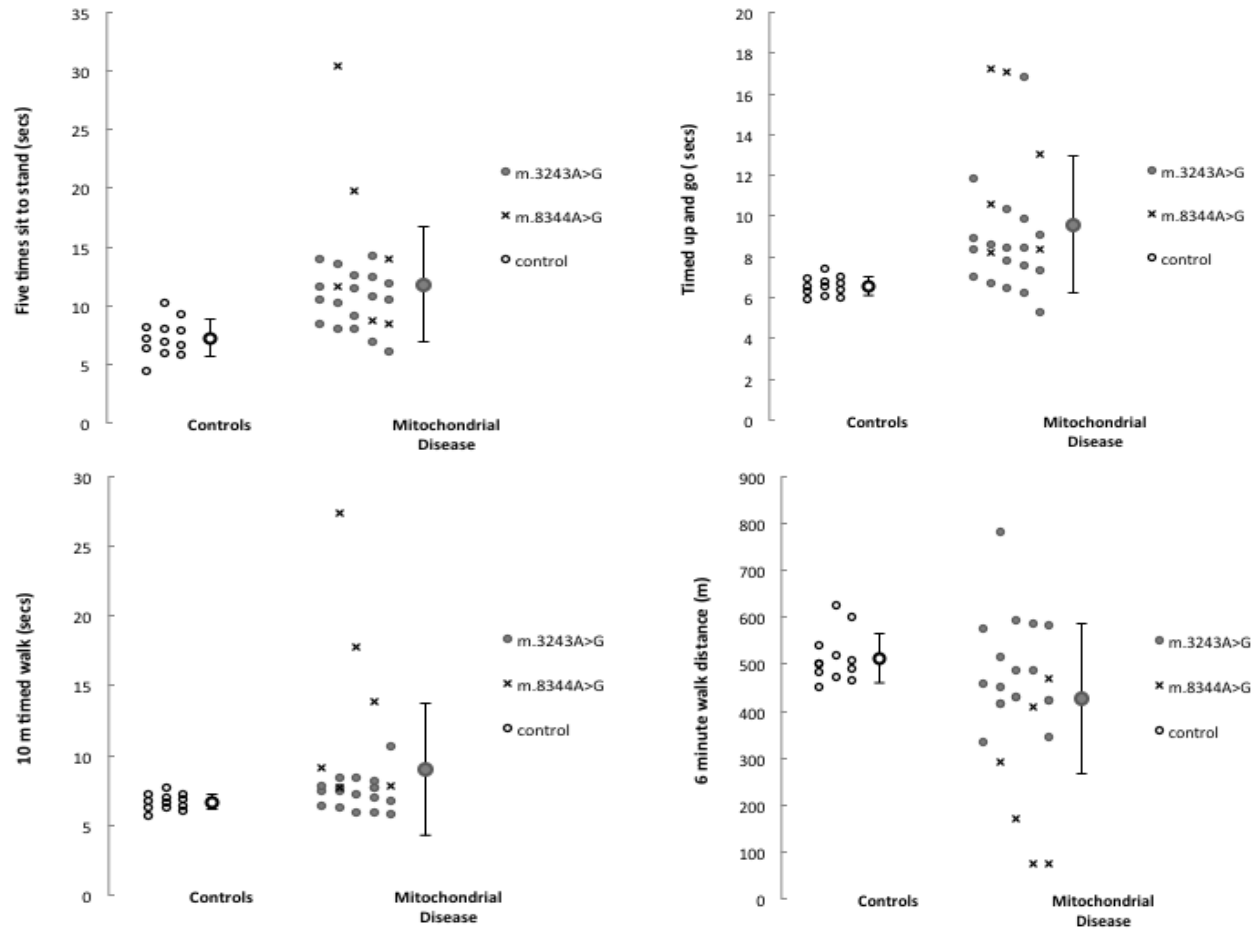 Five times sit to stand (secs)
35
30
25
20
15
10
5
0
m.3243A>G
m.8344A>G
control
Controls
Mitochondrial
Disease
Timed up and go ( secs)
20
18
16
14
12
10
8
6
4
2
0
m.3243A>G
m.8344A>G
control
Controls
Mitochondrial
Disease
10 m timed walk (secs)
30
25
20
15
10
5
0
m.3243A>G
m.8344A>G
control
Controls
Mitochondrial
Disease
6 minute walk distance (m)
900
800
700
600
500
400
300
200
100
0
m.3243A>G
m.8344A>G
control
Controls
Mitochondrial
Disease